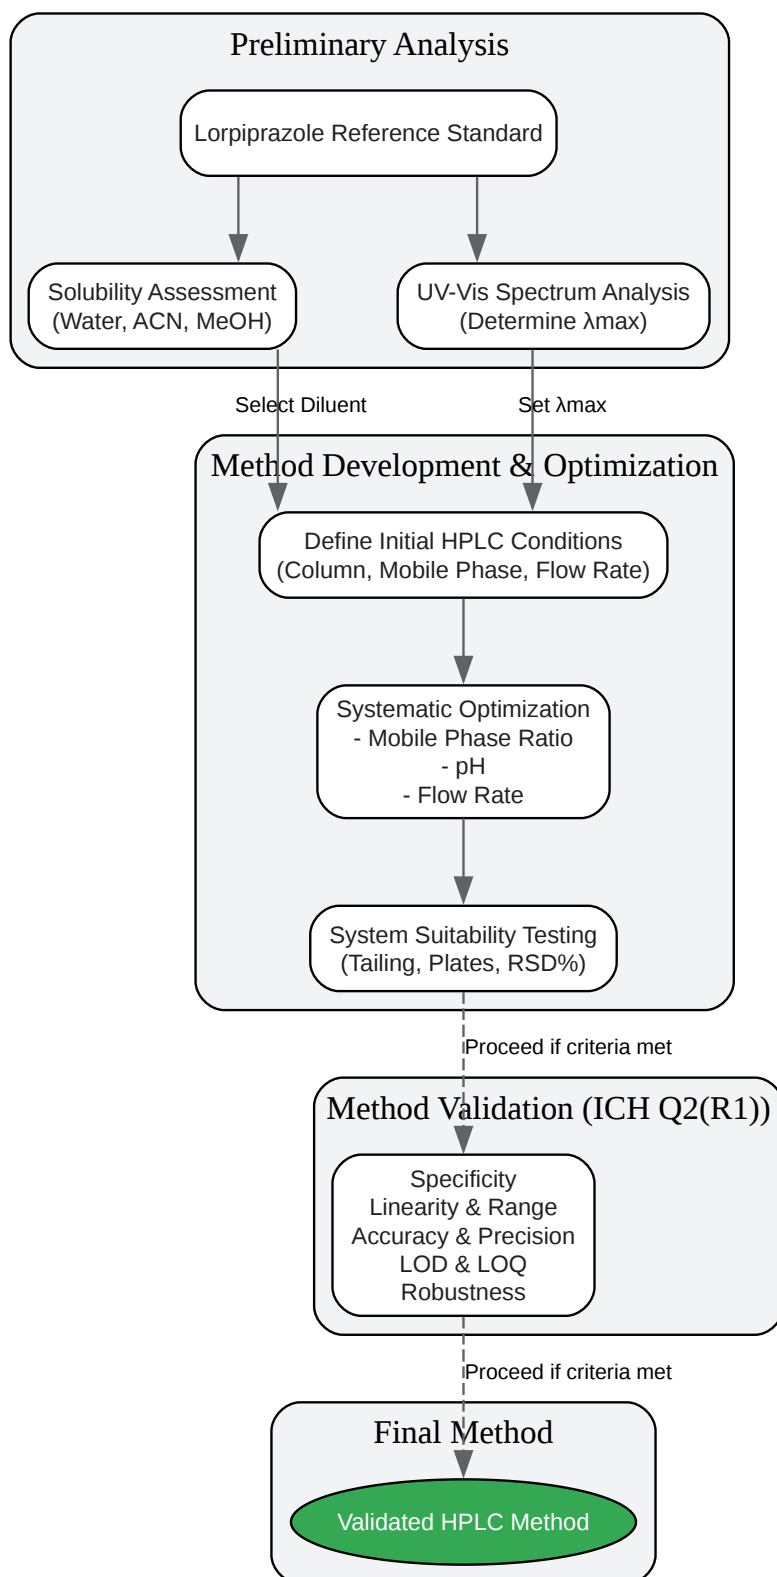 Preliminary Analysis
Lorpiprazole Reference Standard
Solubility Assessment
(Water, ACN, MeOH)
UV-Vis Spectrum Analysis
(Determine λmax)
Select Diluent
Set λmax
Method Development & Optimization
Define Initial HPLC Conditions
(Column, Mobile Phase, Flow Rate)
Systematic Optimization
- Mobile Phase Ratio
- pH
- Flow Rate
System Suitability Testing
(Tailing, Plates, RSD%)
Proceed if criteria met
Method Validation (ICH Q2(R1))
Specificity
Linearity & Range
Accuracy & Precision
LOD & LOQ
Robustness
Proceed if criteria met
Final Method
Validated HPLC Method